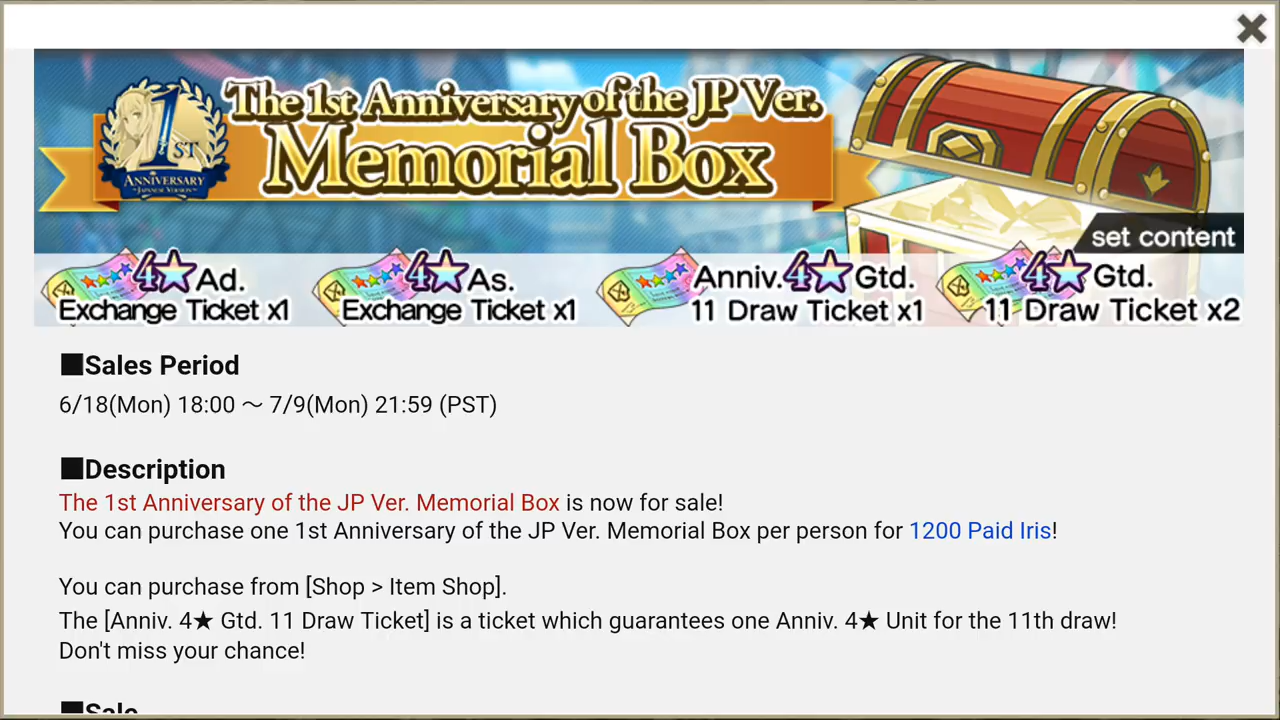 The 1st Anniversary of the JP Ver.
Memorial Box
1ST
ANNIVERSARY
~JAPANESE VERSION~
set content
4★ Ad.
Exchange Ticket x1
4★ As.
Exchange Ticket x1
Anniv. 4★ Gtd.
11 Draw Ticket x1
4★ Gtd.
11 Draw Ticket x2
■Sales Period
6/18(Mon) 18:00 ～ 7/9(Mon) 21:59 (PST)
■Description
The 1st Anniversary of the JP Ver. Memorial Box is now for sale!
You can purchase one 1st Anniversary of the JP Ver. Memorial Box per person for 1200 Paid Iris!
You can purchase from [Shop > Item Shop].
The [Anniv. 4★ Gtd. 11 Draw Ticket] is a ticket which guarantees one Anniv. 4★ Unit for the 11th draw!
Don't miss your chance!
■Sale